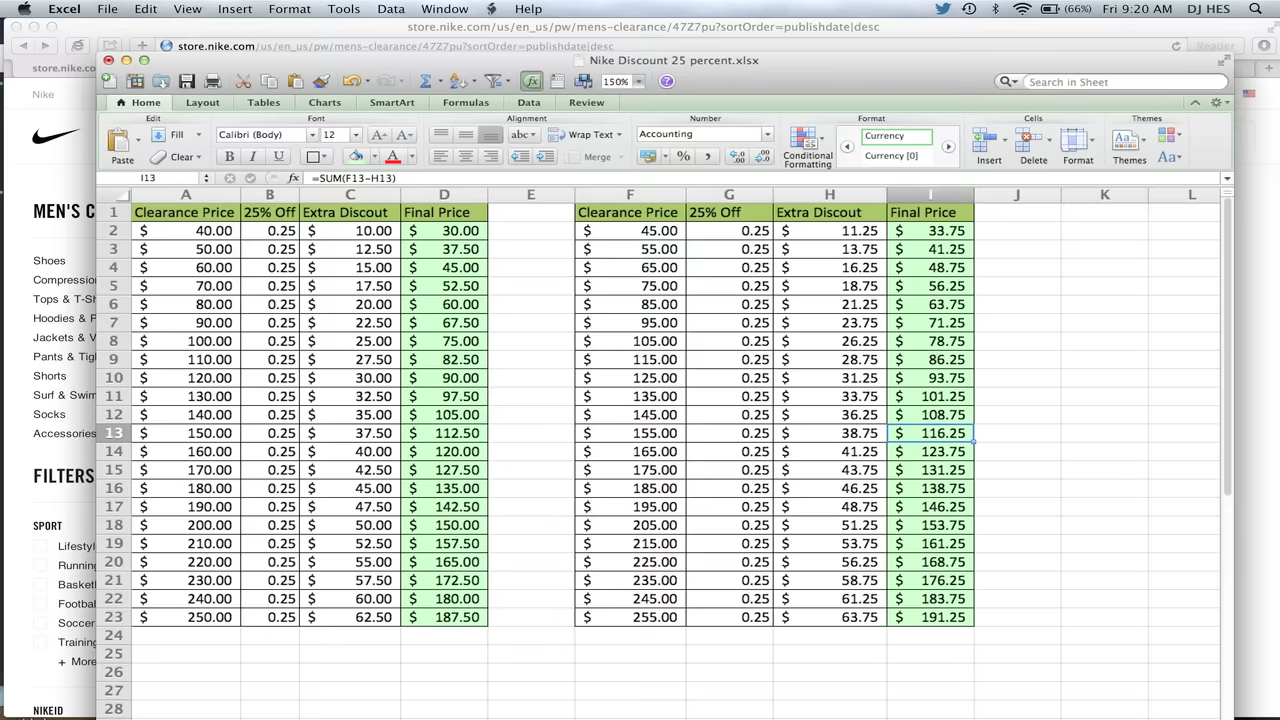 Excel File Edit View Insert Format Tools Data Window Help (66%) Fri 9:20 AM DJ HES
store.nike.com/us/en_us/pw/mens-clearance/47Z7pu?sortOrder=publishdate|desc
store.nike.com/us/en_us/pw/mens-clearance/47Z7pu?sortOrder=publishdate|desc Reader
store.nike.co
Nike Discount 25 percent.xlsx
150% Search in Sheet
Home Layout Tables Charts SmartArt Formulas Data Review
Edit Font Alignment Number Format Cells Themes
Paste Fill Clear Calibri (Body) 12 B I U A abc Wrap Text Merge Accounting % Conditional Formatting Currency Currency [0] Insert Delete Format Themes Aa
I13 fx =SUM(F13-H13)
A B C D E F G H I J K L
1 Clearance Price 25% Off Extra Discout Final Price Clearance Price 25% Off Extra Discout Final Price
2 $ 40.00 0.25 $ 10.00 $ 30.00 $ 45.00 0.25 $ 11.25 $ 33.75
3 $ 50.00 0.25 $ 12.50 $ 37.50 $ 55.00 0.25 $ 13.75 $ 41.25
4 $ 60.00 0.25 $ 15.00 $ 45.00 $ 65.00 0.25 $ 16.25 $ 48.75
5 $ 70.00 0.25 $ 17.50 $ 52.50 $ 75.00 0.25 $ 18.75 $ 56.25
6 $ 80.00 0.25 $ 20.00 $ 60.00 $ 85.00 0.25 $ 21.25 $ 63.75
7 $ 90.00 0.25 $ 22.50 $ 67.50 $ 95.00 0.25 $ 23.75 $ 71.25
8 $ 100.00 0.25 $ 25.00 $ 75.00 $ 105.00 0.25 $ 26.25 $ 78.75
9 $ 110.00 0.25 $ 27.50 $ 82.50 $ 115.00 0.25 $ 28.75 $ 86.25
10 $ 120.00 0.25 $ 30.00 $ 90.00 $ 125.00 0.25 $ 31.25 $ 93.75
11 $ 130.00 0.25 $ 32.50 $ 97.50 $ 135.00 0.25 $ 33.75 $ 101.25
12 $ 140.00 0.25 $ 35.00 $ 105.00 $ 145.00 0.25 $ 36.25 $ 108.75
13 $ 150.00 0.25 $ 37.50 $ 112.50 $ 155.00 0.25 $ 38.75 $ 116.25
14 $ 160.00 0.25 $ 40.00 $ 120.00 $ 165.00 0.25 $ 41.25 $ 123.75
15 $ 170.00 0.25 $ 42.50 $ 127.50 $ 175.00 0.25 $ 43.75 $ 131.25
16 $ 180.00 0.25 $ 45.00 $ 135.00 $ 185.00 0.25 $ 46.25 $ 138.75
17 $ 190.00 0.25 $ 47.50 $ 142.50 $ 195.00 0.25 $ 48.75 $ 146.25
18 $ 200.00 0.25 $ 50.00 $ 150.00 $ 205.00 0.25 $ 51.25 $ 153.75
19 $ 210.00 0.25 $ 52.50 $ 157.50 $ 215.00 0.25 $ 53.75 $ 161.25
20 $ 220.00 0.25 $ 55.00 $ 165.00 $ 225.00 0.25 $ 56.25 $ 168.75
21 $ 230.00 0.25 $ 57.50 $ 172.50 $ 235.00 0.25 $ 58.75 $ 176.25
22 $ 240.00 0.25 $ 60.00 $ 180.00 $ 245.00 0.25 $ 61.25 $ 183.75
23 $ 250.00 0.25 $ 62.50 $ 187.50 $ 255.00 0.25 $ 63.75 $ 191.25
24
25
26
27
28
Nike
MEN'S C
Shoes
Compression
Tops & T-Sh
Hoodies & P
Jackets & V
Pants & Tigh
Shorts
Surf & Swim
Socks
Accessories
FILTERS
SPORT
Lifestyl
Running
Basketl
Footbal
Soccer
Training
+ More
NIKEID